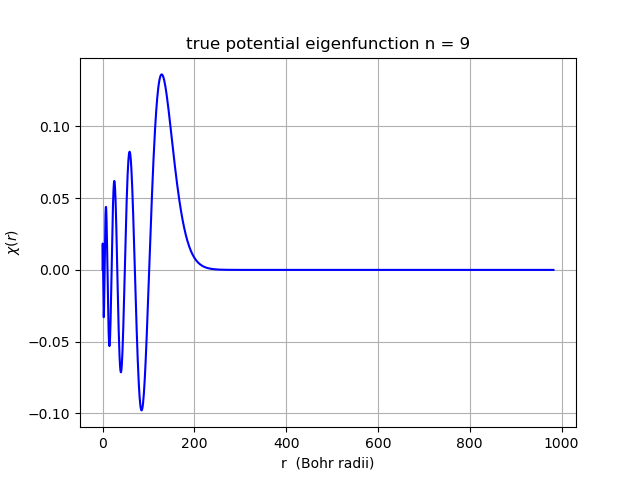 true potential eigenfunction n = 9
0.10
0.05
0.00
−0.05
−0.10
χ(r)
0 200 400 600 800 1000
r (Bohr radii)